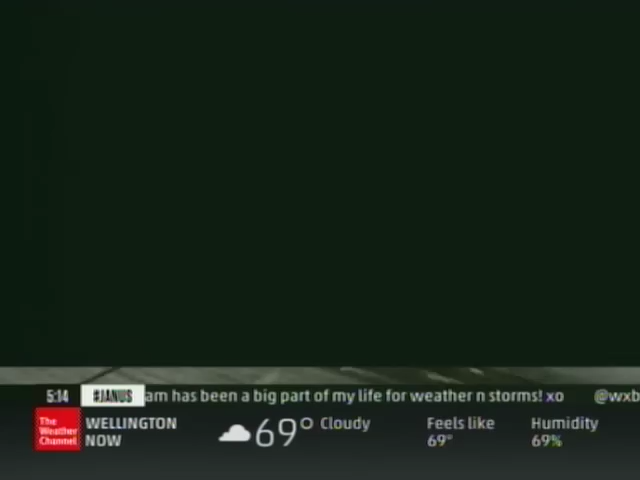 5:14 #JANUS am has been a big part of my life for weather n storms! xo @wxb
The Weather Channel
WELLINGTON NOW
69° Cloudy
Feels like 69°
Humidity 69%